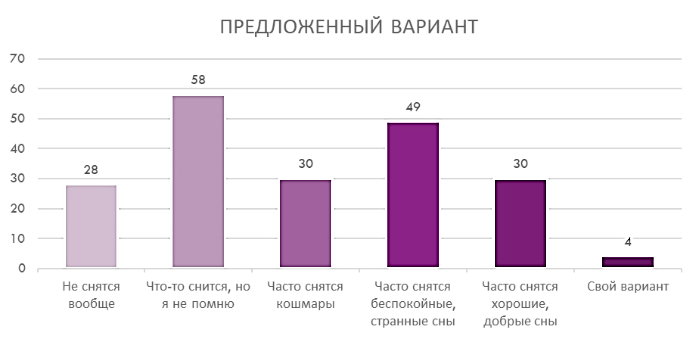 ПРЕДЛОЖЕННЫЙ ВАРИАНТ
70
60
50
40
30
20
10
0
28
58
30
49
30
4
Не снятся
вообще
Что-то снится, но
я не помню
Часто снятся
кошмары
Часто снятся
беспокойные,
странные сны
Часто снятся
хорошие,
добрые сны
Свой вариант